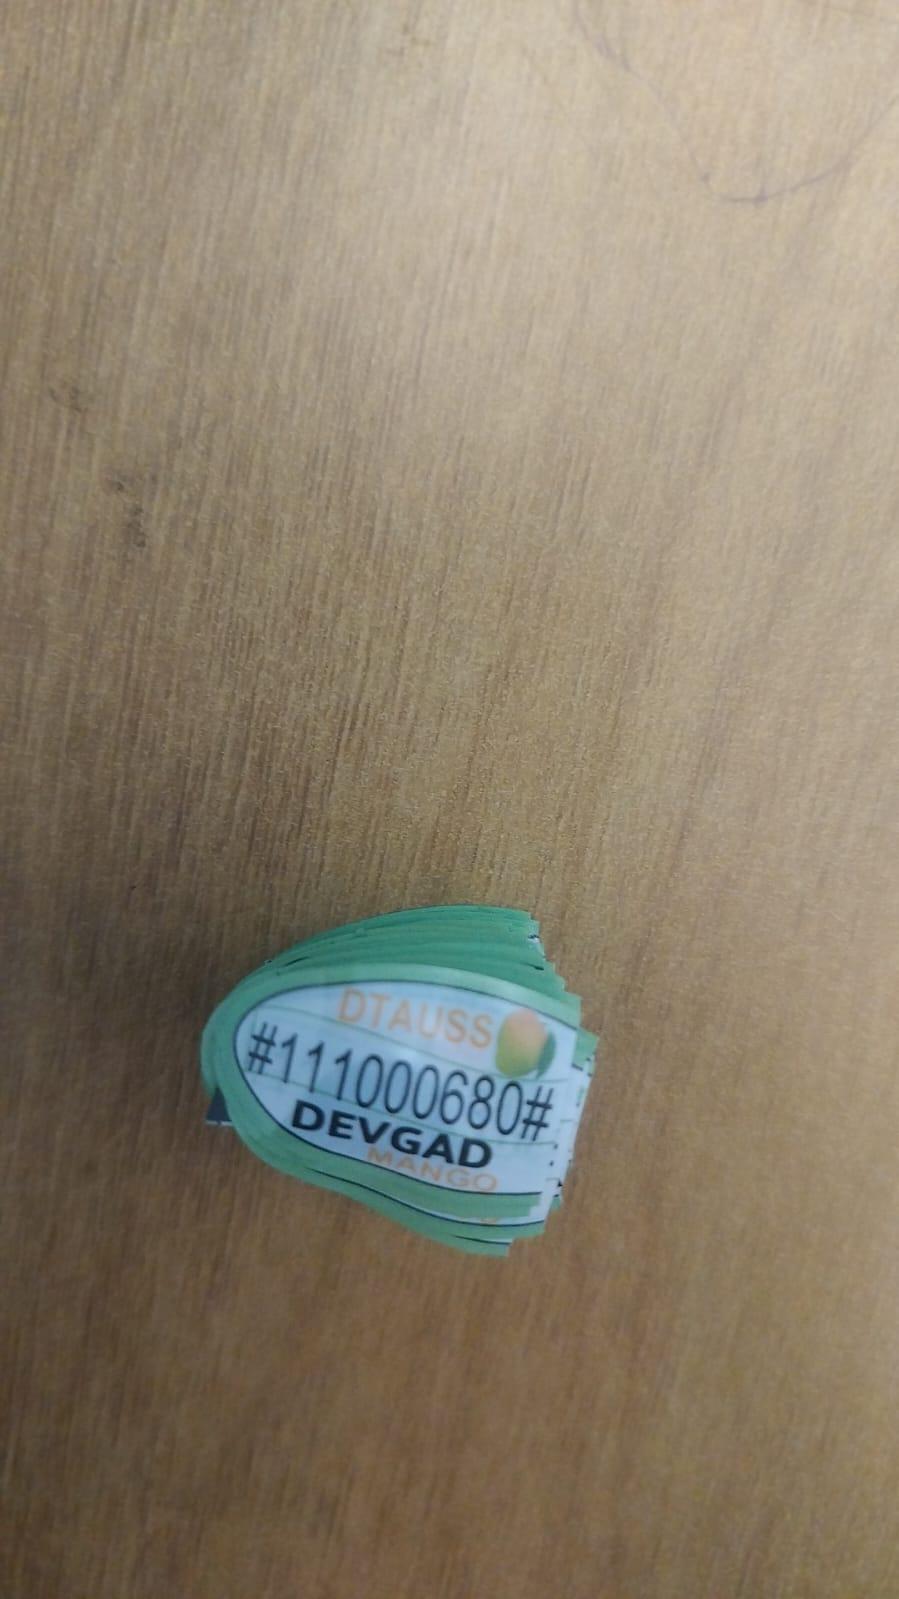 DTAUSS
#111000680#
DEVGAD
MANGO